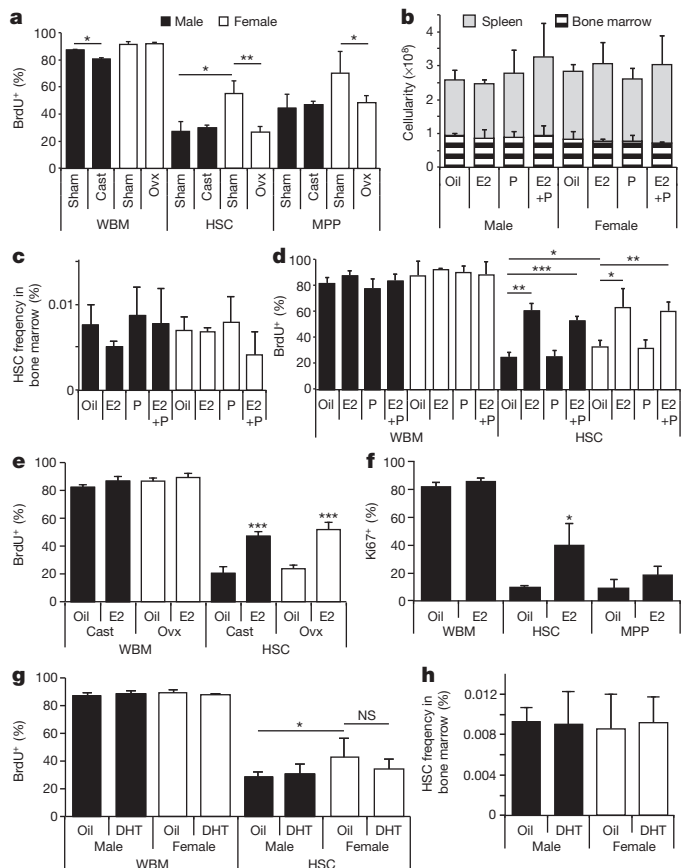 a
Male Female
BrdU+ (%)
100
80
60
40
20
0
* * ** *
Sham Cast Sham Ovx Sham Cast Sham Ovx Sham Cast Sham Ovx
WBM HSC MPP
b
Spleen Bone marrow
Cellularity (×10⁸)
4
3
2
1
0
Oil E2 P E2 +P Oil E2 P E2 +P
Male Female
c
HSC freqency in
bone marrow (%)
0.01
0
Oil E2 P E2 +P Oil E2 P E2 +P
d
BrdU+ (%)
100
80
60
40
20
0
* *** ** ** *
Oil E2 P E2 +P Oil E2 P E2 +P Oil E2 P E2 +P Oil E2 P E2 +P
WBM HSC
e
BrdU+ (%)
100
80
60
40
20
0
*** ***
Oil E2 Oil E2 Oil E2 Oil E2
Cast Ovx Cast Ovx
WBM HSC
f
Ki67+ (%)
100
80
60
40
20
0
*
Oil E2 Oil E2 Oil E2
WBM HSC MPP
g
BrdU+ (%)
100
80
60
40
20
0
* NS
Oil DHT Oil DHT Oil DHT Oil DHT
Male Female Male Female
WBM HSC
h
HSC freqency in
bone marrow (%)
0.012
0.008
0.004
0
Oil DHT Oil DHT
Male Female